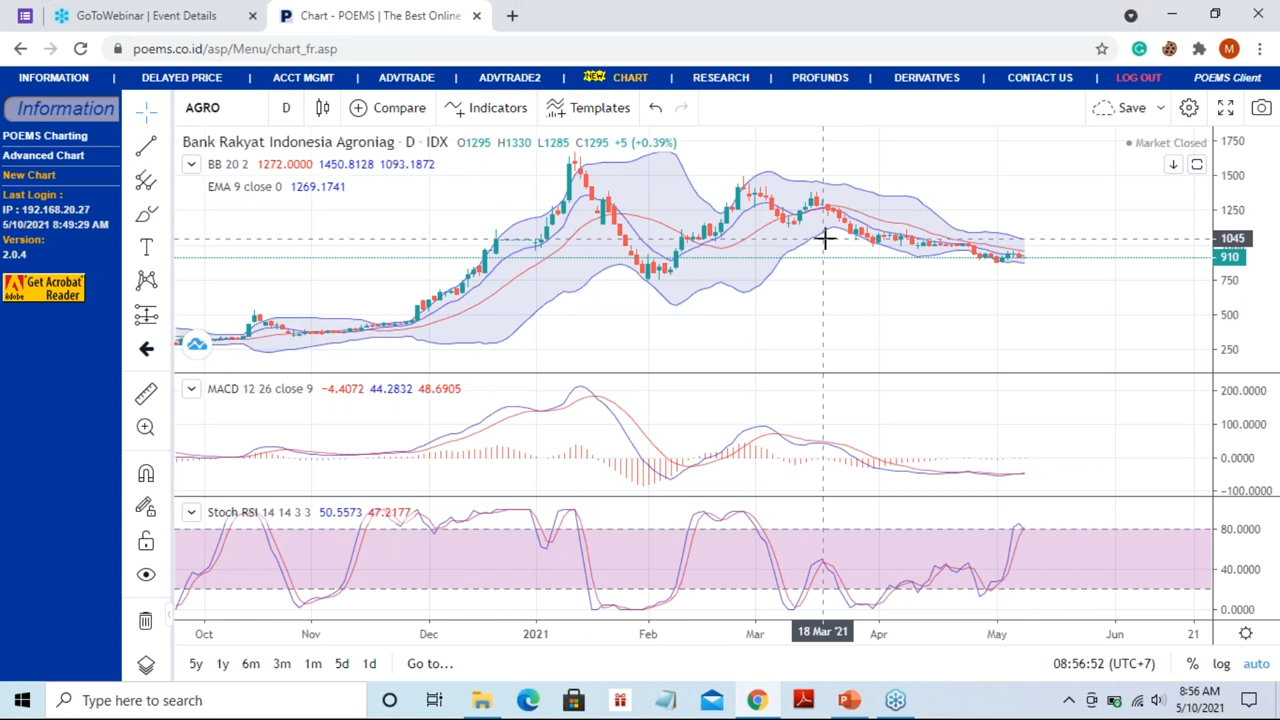 GoToWebinar | Event Details
Chart - POEMS | The Best Online
poems.co.id/asp/Menu/chart_fr.asp
M
INFORMATION | DELAYED PRICE | ACCT MGMT | ADVTRADE | ADVTRADE2 | NEW CHART | RESEARCH | PROFUNDS | DERIVATIVES | CONTACT US | LOG OUT POEMS Client
Information
POEMS Charting
Advanced Chart
New Chart
Last Login :
IP : 192.168.20.27
5/10/2021 8:49:29 AM
Version:
2.0.4
Get Acrobat
Reader
Adobe
AGRO D Compare Indicators Templates Save
Bank Rakyat Indonesia Agroniag · D · IDX O1295 H1330 L1285 C1295 +5 (+0.39%)
Market Closed
BB 20 2 1272.0000 1450.8128 1093.1872
EMA 9 close 0 1269.1741
1750
1500
1250
1045
910
750
500
250
MACD 12 26 close 9 −4.4072 44.2832 48.6905
200.0000
100.0000
0.0000
−100.0000
Stoch RSI 14 14 3 3 50.5573 47.2177
80.0000
40.0000
0.0000
Oct Nov Dec 2021 Feb Mar 18 Mar '21 Apr May Jun 21
5y 1y 6m 3m 1m 5d 1d Go to... 08:56:52 (UTC+7) % log auto
Type here to search
8:56 AM
5/10/2021